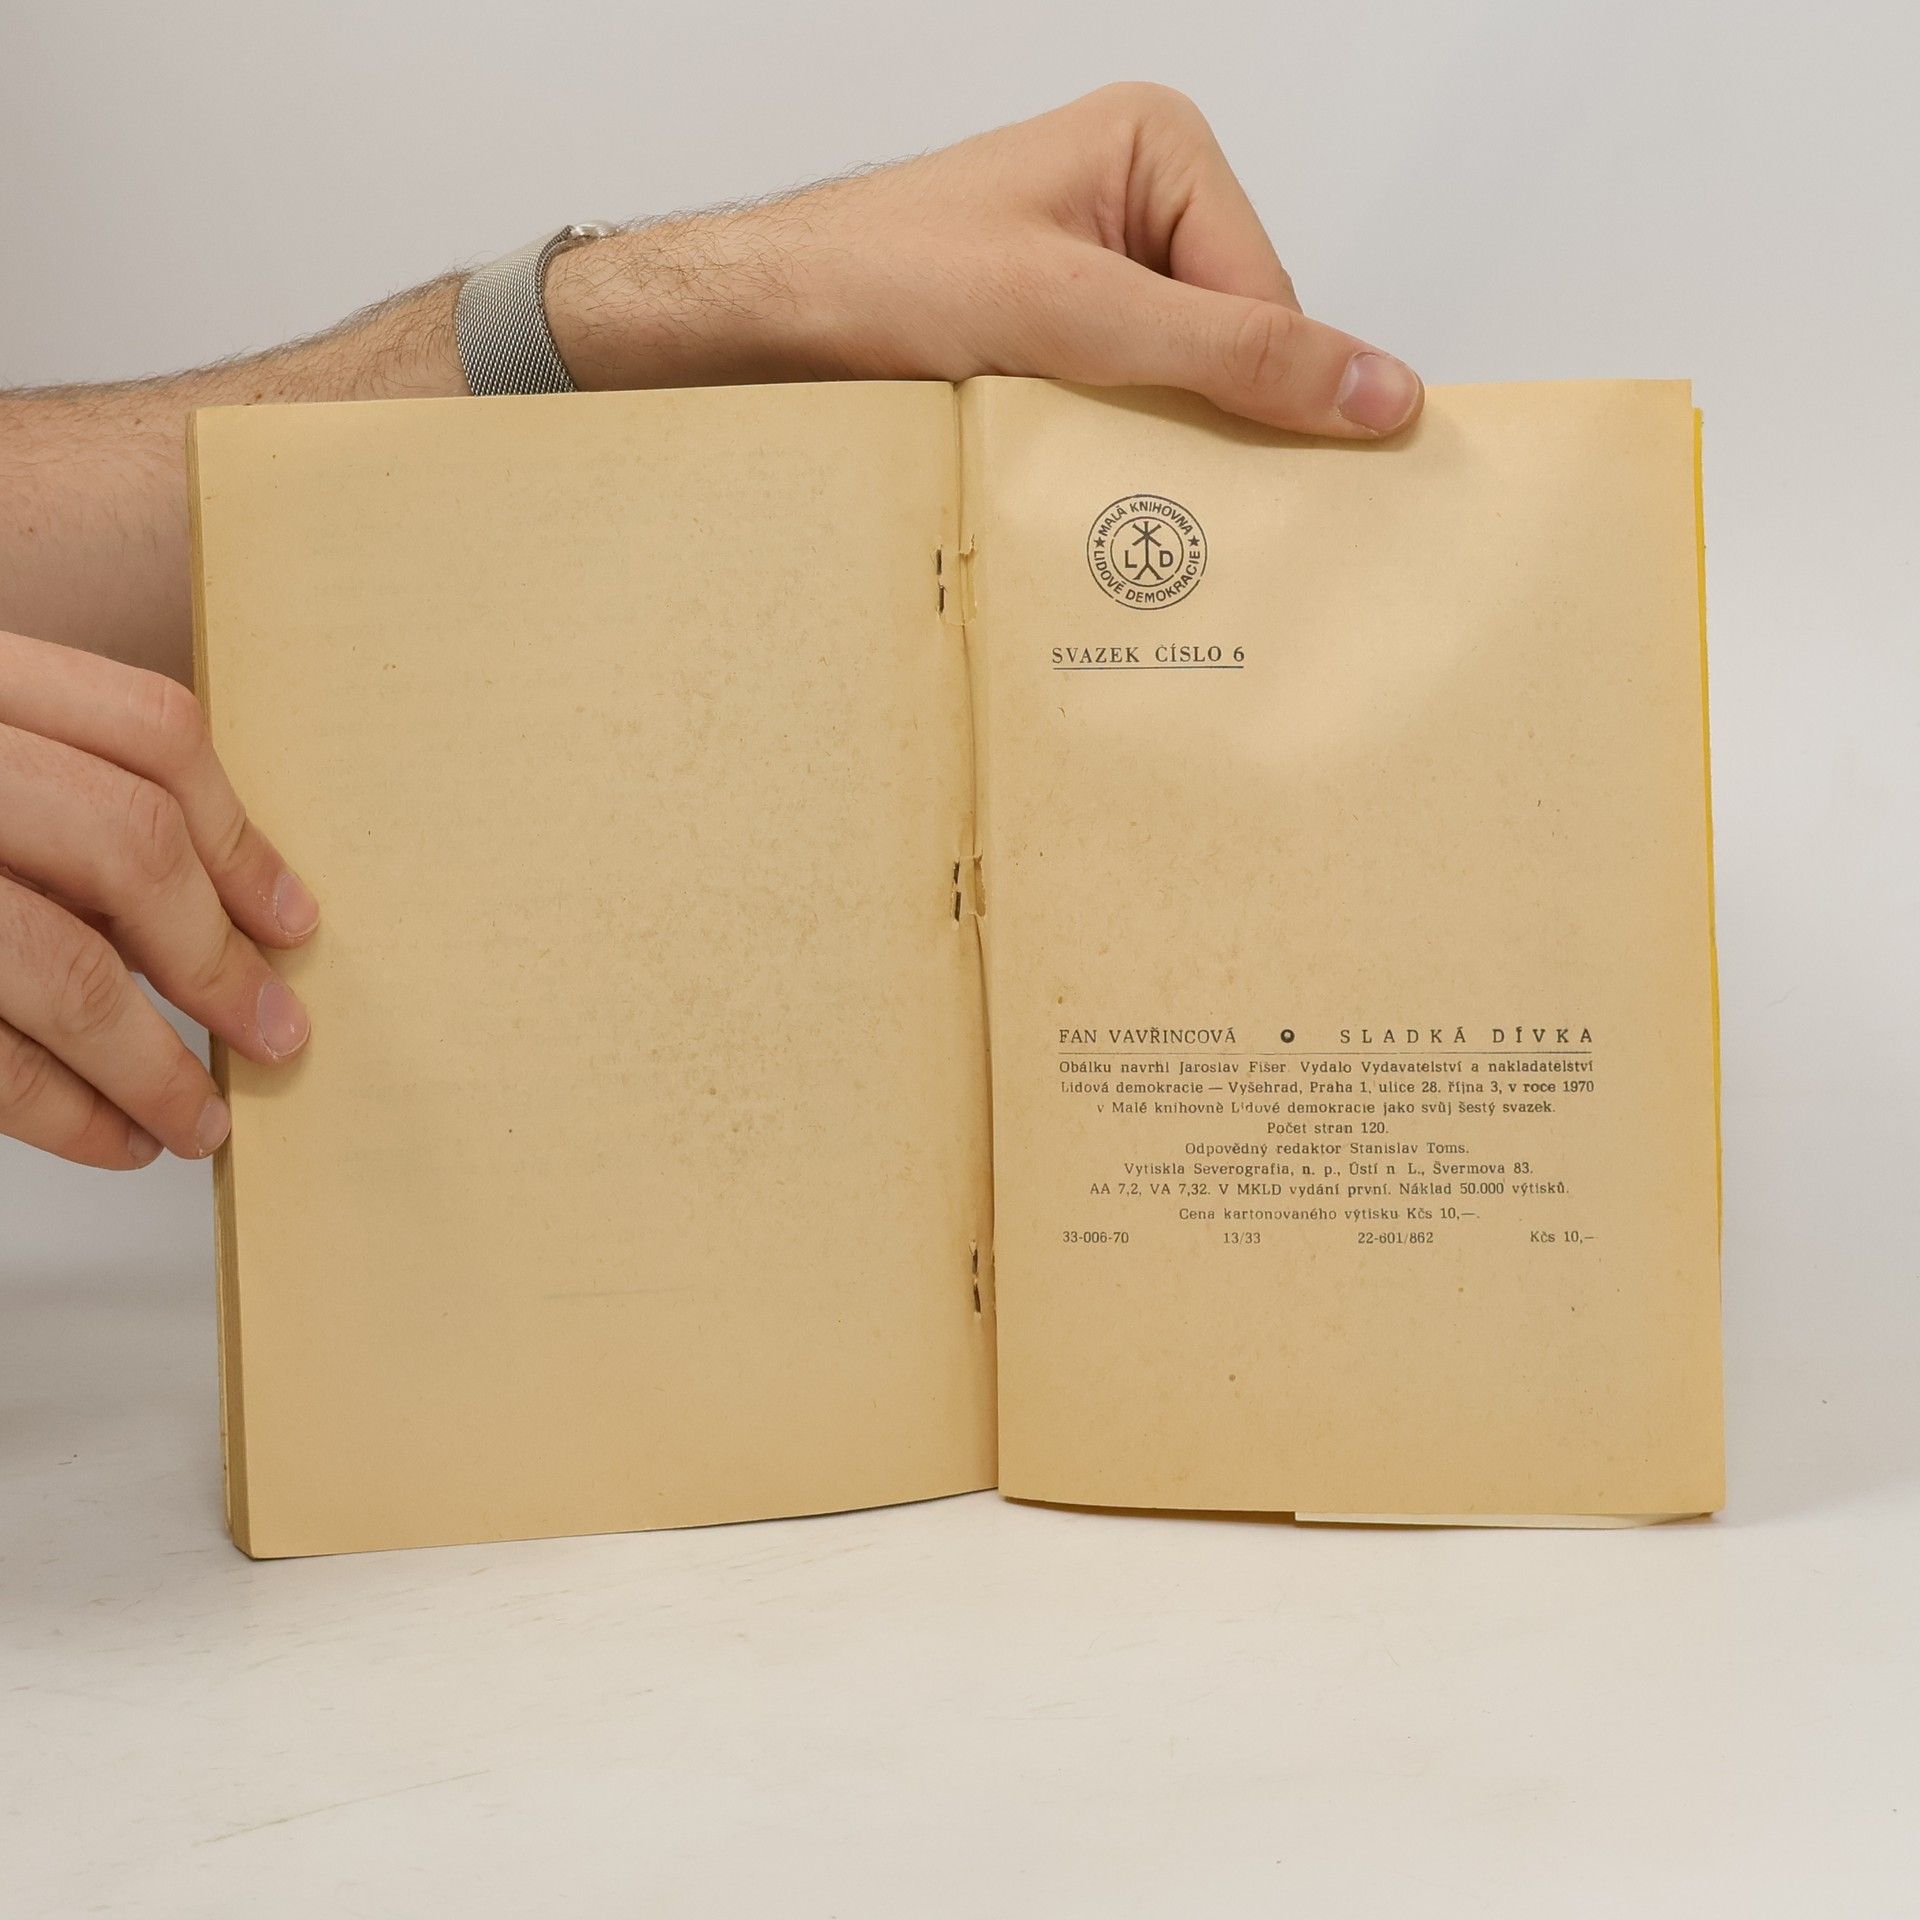 MALÁ KNIHOVNA
L D
LIDOVÉ DEMOKRACIE
SVAZEK ČÍSLO 6
FAN VAVŘINCOVÁ SLADKÁ DÍVKA
Obálku navrhl Jaroslav Fišer. Vydalo Vydavatelství a nakladatelství
Lidová demokracie — Vyšehrad, Praha 1, ulice 28. října 3, v roce 1970
v Malé knihovně Lidové demokracie jako svůj šestý svazek.
Počet stran 120.
Odpovědný redaktor Stanislav Toms.
Vytiskla Severografia, n. p., Ústí n L., Švermova 83.
AA 7,2, VA 7,32. V MKLD vydání první. Náklad 50.000 výtisků.
Cena kartonovaného výtisku Kčs 10,—.
33-006-70 13/33 22-601/862 Kčs 10,—